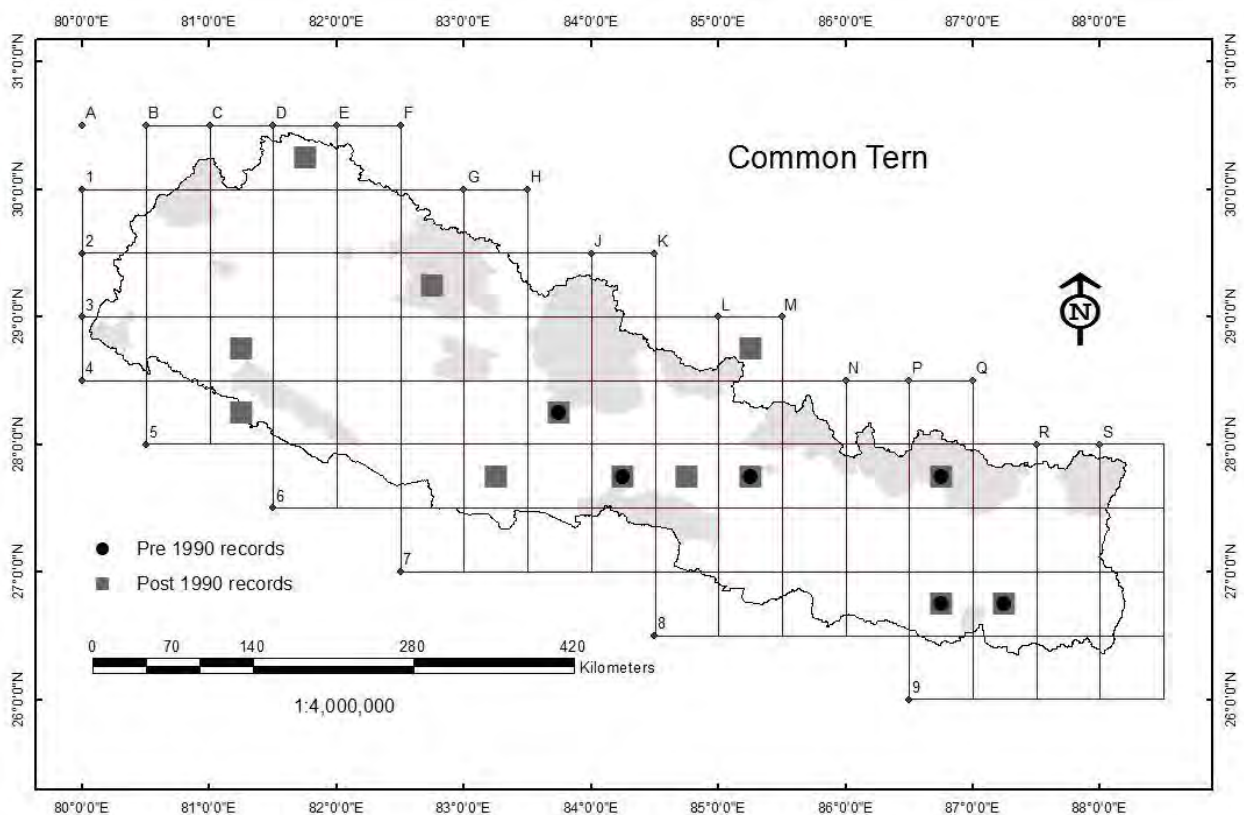 80°0'0"E 81°0'0"E 82°0'0"E 83°0'0"E 84°0'0"E 85°0'0"E 86°0'0"E 87°0'0"E 88°0'0"E
31°0'0"N 31°0'0"N
A B C D E F
Common Tern
1 G H
30°0'0"N 30°0'0"N
2 J K
3 L M
29°0'0"N 29°0'0"N
N
4 N P Q
5 R S
28°0'0"N 28°0'0"N
6
Pre 1990 records
7
27°0'0"N 27°0'0"N
Post 1990 records
8
0 70 140 280 420
Kilometers
9
26°0'0"N 26°0'0"N
1:4,000,000
80°0'0"E 81°0'0"E 82°0'0"E 83°0'0"E 84°0'0"E 85°0'0"E 86°0'0"E 87°0'0"E 88°0'0"E